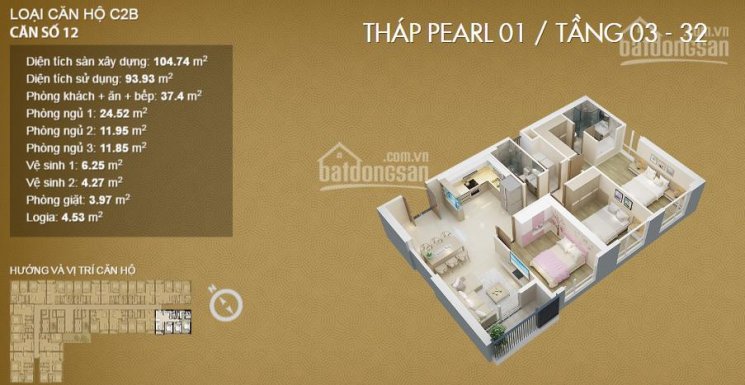 LOẠI CĂN HỘ C2B
CĂN SỐ 12
THÁP PEARL 01 / TẦNG 03 - 32
Diện tích sàn xây dựng: 104.74 m²
Diện tích sử dụng: 93.93 m²
Phòng khách + ăn + bếp: 37.4 m²
Phòng ngủ 1: 24.52 m²
Phòng ngủ 2: 11.95 m²
Phòng ngủ 3: 11.85 m²
Vệ sinh 1: 6.25 m²
Vệ sinh 2: 4.27 m²
Phòng giặt: 3.97 m²
Logia: 4.53 m²
HƯỚNG VÀ VỊ TRÍ CĂN HỘ
batdongsan
.com.vn
batdongsan
.com.vn